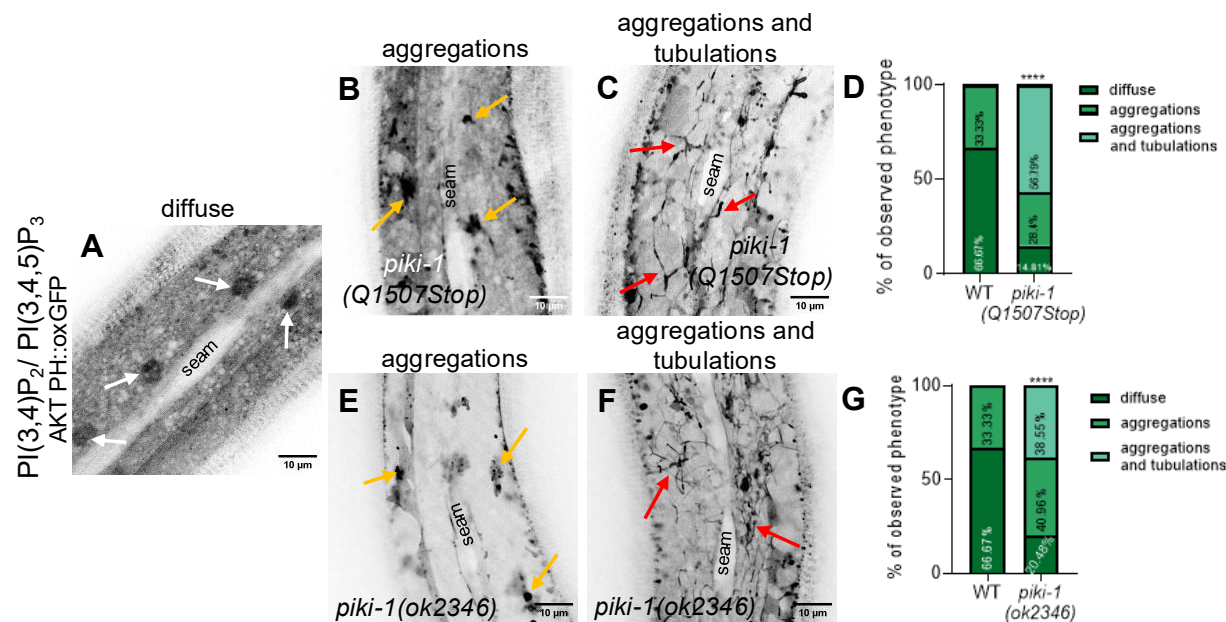 PI(3,4)P2/ PI(3,4,5)P3
AKT PH::oxGFP
diffuse
A
seam
10 µm
aggregations
B
seam
piki-1
(Q1507Stop)
10 µm
aggregations and
tubulations
C
seam
piki-1
(Q1507Stop)
10 µm
D
% of observed phenotype
100
50
0
****
33.33%
66.67%
56.79%
28.4%
14.81%
WT
piki-1
(Q1507Stop)
diffuse
aggregations
aggregations
and tubulations
aggregations
E
seam
piki-1(ok2346)
10 µm
aggregations and
tubulations
F
seam
piki-1(ok2346)
10 µm
G
% of observed phenotype
100
50
0
****
33.33%
66.67%
38.55%
40.96%
20.48%
WT
piki-1
(ok2346)
diffuse
aggregations
aggregations
and tubulations